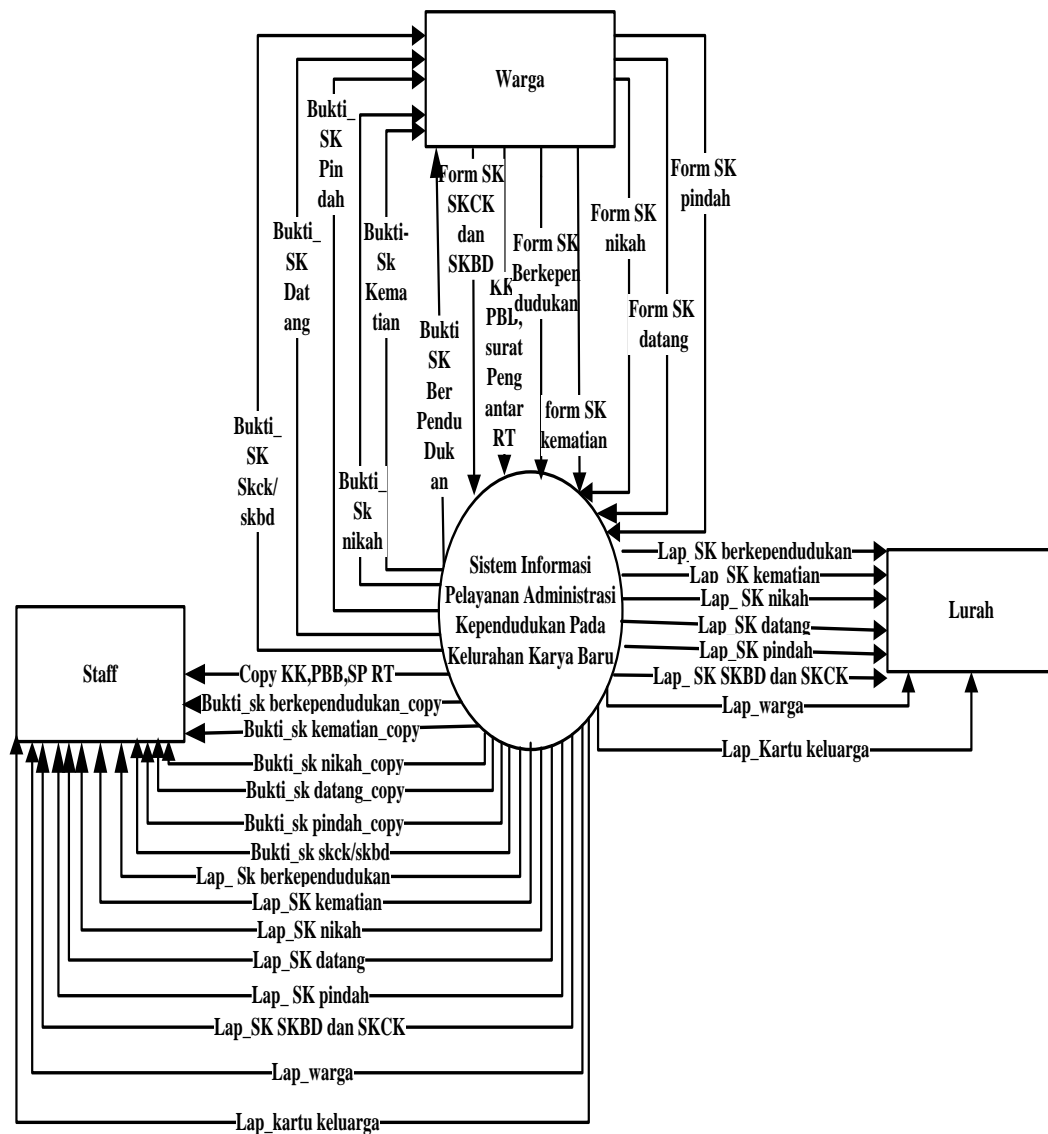 Warga
Bukti_
SK
Pin
dah
Bukti_
SK
Dat
ang
Bukti-
Sk
Kema
tian
Bukti_
SK
Skck/
skbd
Bukti_
Sk
nikah
Bukti
SK
Ber
Pendu
Duk
an
Form SK
SKCK
dan
SKBD
KK
PBB,
surat
Peng
antar
RT
Form SK
Berkepen
dudukan
form SK
kematian
Form SK
nikah
Form SK
datang
Form SK
pindah
Sistem Informasi
Pelayanan Administrasi
Kependudukan Pada
Kelurahan Karya Baru
Lap_SK berkependudukan
Lap_SK kematian
Lap_ SK nikah
Lap_SK datang
Lap_SK pindah
Lap_ SK SKBD dan SKCK
Lap_warga
Lap_Kartu keluarga
Lurah
Staff
Copy KK,PBB,SP RT
Bukti_sk berkependudukan_copy
Bukti_sk kematian_copy
Bukti_sk nikah_copy
Bukti_sk datang_copy
Bukti_sk pindah_copy
Bukti_sk skck/skbd
Lap_ Sk berkependudukan
Lap_SK kematian
Lap_SK nikah
Lap_SK datang
Lap_ SK pindah
Lap_SK SKBD dan SKCK
Lap_warga
Lap_kartu keluarga